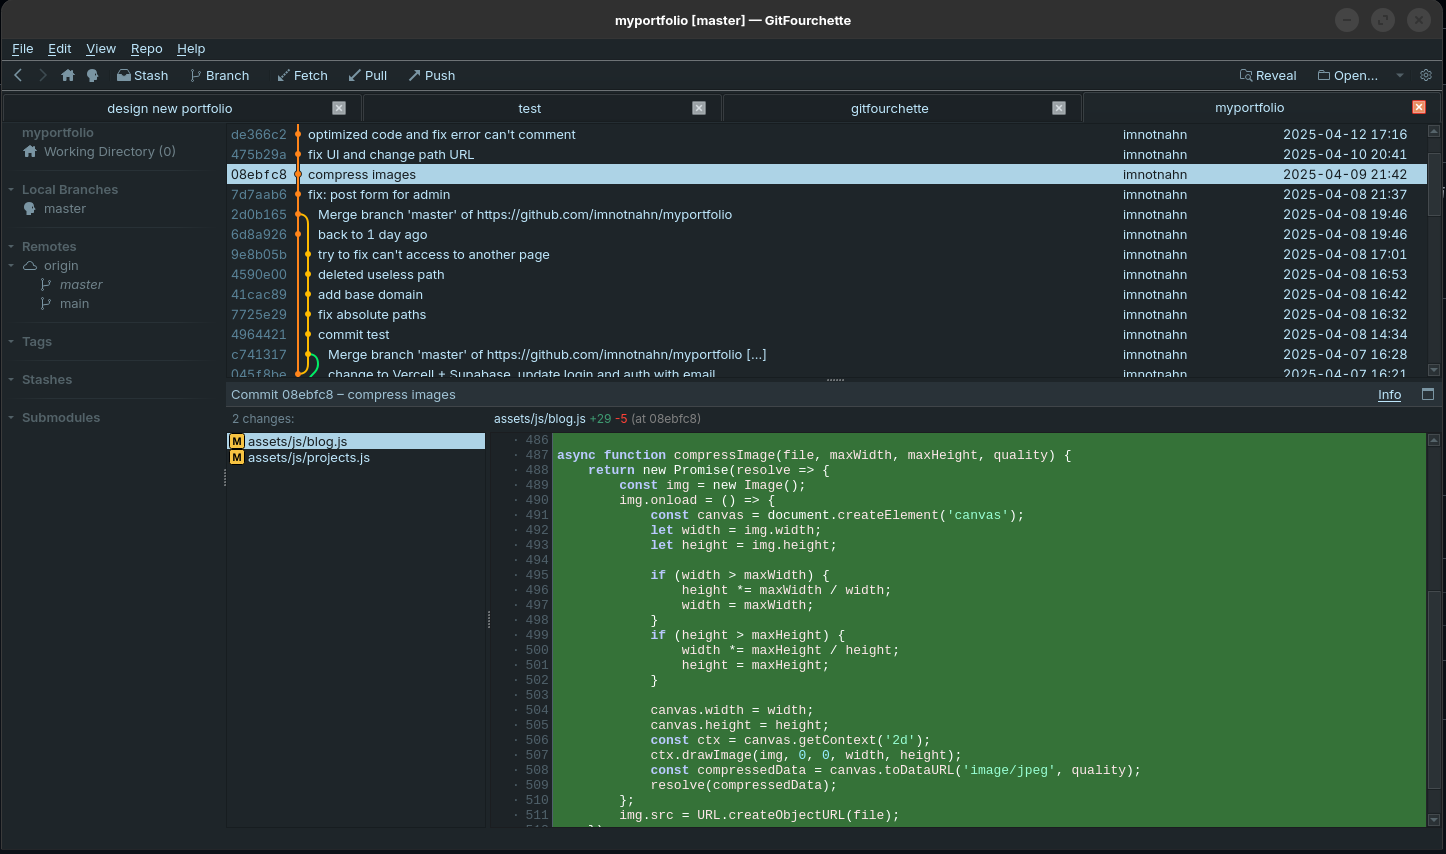 myportfolio [master] — GitFourchette
File Edit View Repo Help
Stash Branch Fetch Pull Push Reveal Open...
design new portfolio test gitfourchette myportfolio
myportfolio
Working Directory (0)
Local Branches
master
Remotes
origin
master
main
Tags
Stashes
Submodules
de366c2 optimized code and fix error can't comment imnotnahn 2025-04-12 17:16
475b29a fix UI and change path URL imnotnahn 2025-04-10 20:41
08ebfc8 compress images imnotnahn 2025-04-09 21:42
7d7aab6 fix: post form for admin imnotnahn 2025-04-08 21:37
2d0b165 Merge branch 'master' of https://github.com/imnotnahn/myportfolio imnotnahn 2025-04-08 19:46
6d8a926 back to 1 day ago imnotnahn 2025-04-08 19:46
9e8b05b try to fix can't access to another page imnotnahn 2025-04-08 17:01
4590e00 deleted useless path imnotnahn 2025-04-08 16:53
41cac89 add base domain imnotnahn 2025-04-08 16:42
7725e29 fix absolute paths imnotnahn 2025-04-08 16:32
4964421 commit test imnotnahn 2025-04-08 14:34
c741317 Merge branch 'master' of https://github.com/imnotnahn/myportfolio [...] imnotnahn 2025-04-07 16:28
045f8be change to Vercell + Supabase, update login and auth with email imnotnahn 2025-04-07 16:21
Commit 08ebfc8 – compress images Info
2 changes:
M assets/js/blog.js
M assets/js/projects.js
assets/js/blog.js +29 -5 (at 08ebfc8)
· 486
· 487 async function compressImage(file, maxWidth, maxHeight, quality) {
· 488     return new Promise(resolve => {
· 489         const img = new Image();
· 490         img.onload = () => {
· 491             const canvas = document.createElement('canvas');
· 492             let width = img.width;
· 493             let height = img.height;
· 494
· 495             if (width > maxWidth) {
· 496                 height *= maxWidth / width;
· 497                 width = maxWidth;
· 498             }
· 499             if (height > maxHeight) {
· 500                 width *= maxHeight / height;
· 501                 height = maxHeight;
· 502             }
· 503
· 504             canvas.width = width;
· 505             canvas.height = height;
· 506             const ctx = canvas.getContext('2d');
· 507             ctx.drawImage(img, 0, 0, width, height);
· 508             const compressedData = canvas.toDataURL('image/jpeg', quality);
· 509             resolve(compressedData);
· 510         };
· 511         img.src = URL.createObjectURL(file);